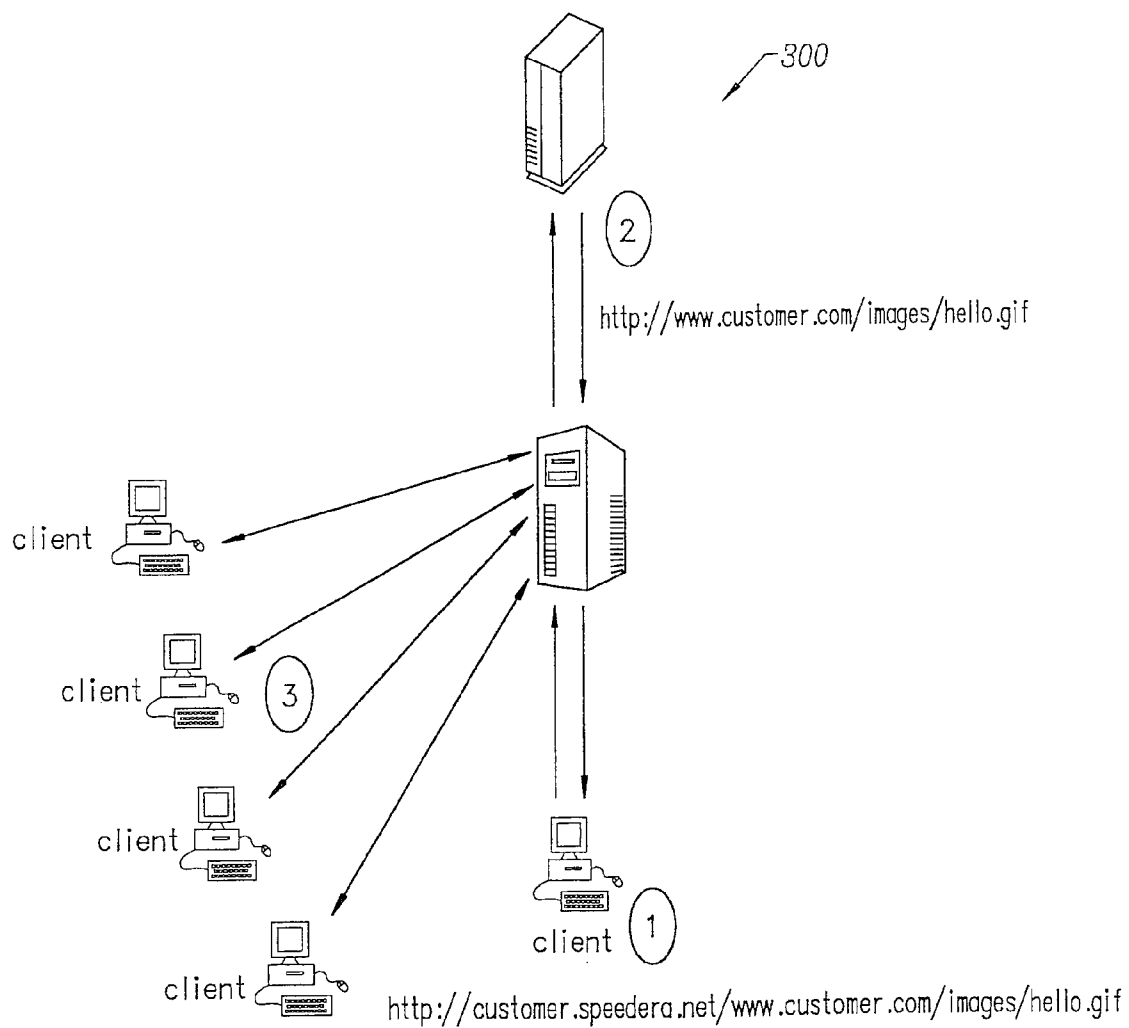 300
2
http://www.customer.com/images/hello.gif
client
client
3
client
client
client
1
http://customer.speedera.net/www.customer.com/images/hello.gif